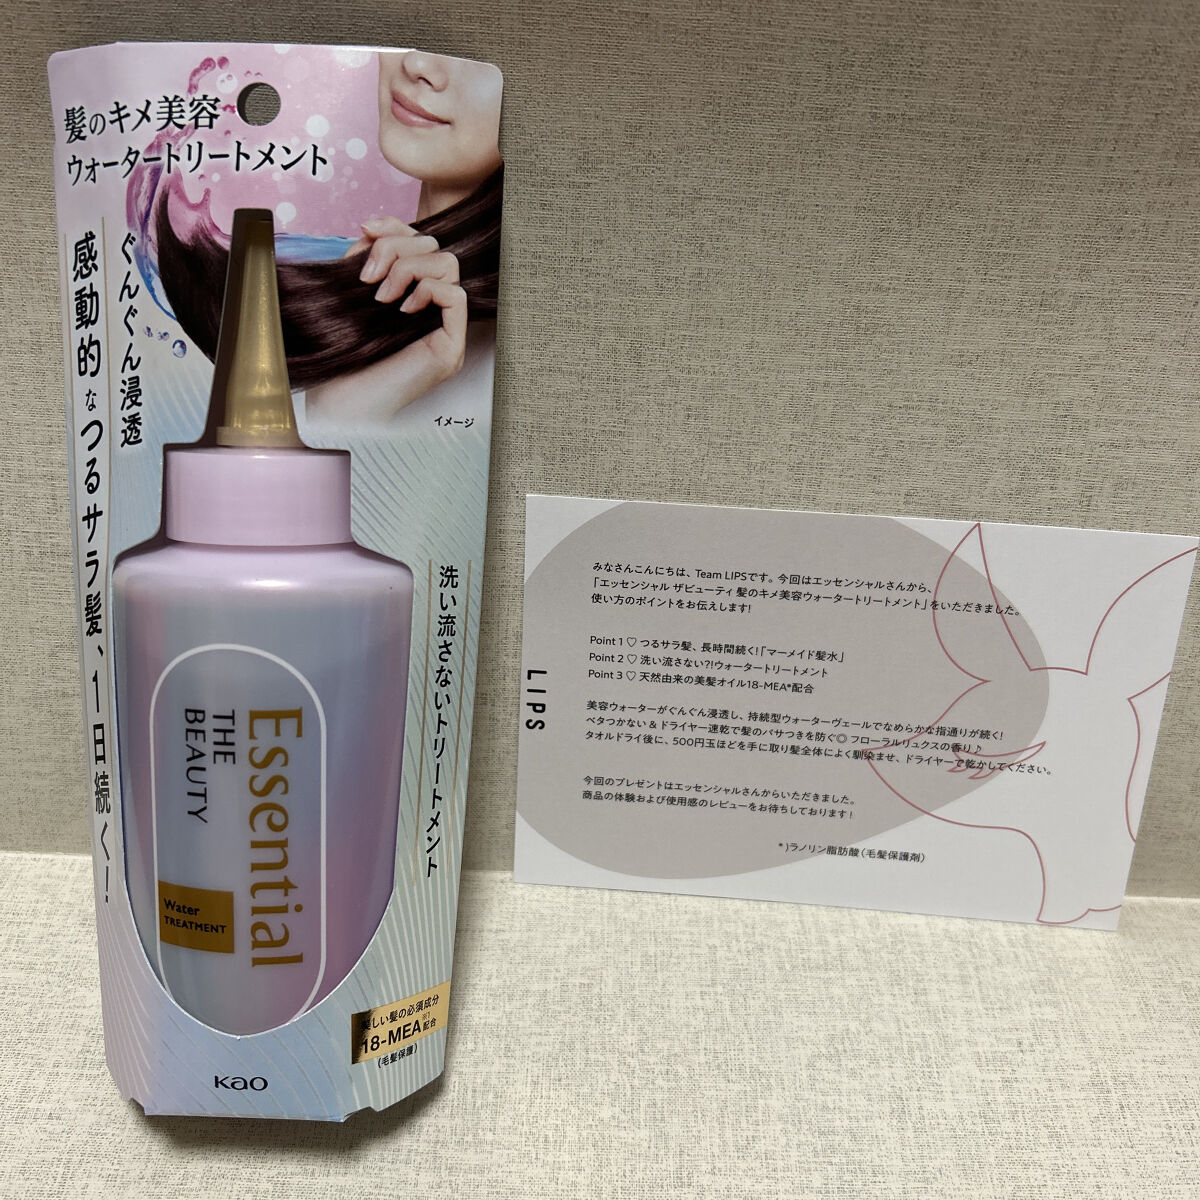 髪のキメ美容
ウォータートリートメント
ぐんぐん浸透
感動的なつるサラ髪、1日続く!
イメージ
洗い流さないトリートメント
Essential
THE
BEAUTY
Water
TREATMENT
美しい髪の必須成分
18-MEA※1配合
(毛髪保護)
Kao
LIPS
みなさんこんにちは、Team LIPSです。今回はエッセンシャルさんから、
「エッセンシャル ザビューティ 髪のキメ美容ウォータートリートメント」をいただきました。
使い方のポイントをお伝えします!
Point 1 ♡ つるサラ髪、長時間続く!「マーメイド髪水」
Point 2 ♡ 洗い流さない?!ウォータートリートメント
Point 3 ♡ 天然由来の美髪オイル18-MEA*配合
美容ウォーターがぐんぐん浸透し、持続型ウォーターヴェールでなめらかな指通りが続く!
ベタつかない & ドライヤー速乾で髪のパサつきを防ぐ◎ フローラルリュクスの香り♪
タオルドライ後に、500円玉ほどを手に取り髪全体によく馴染ませ、ドライヤーで乾かしてください。
今回のプレゼントはエッセンシャルさんからいただきました。
商品の体験および使用感のレビューをお待ちしております!
*)ラノリン脂肪酸(毛髪保護剤)